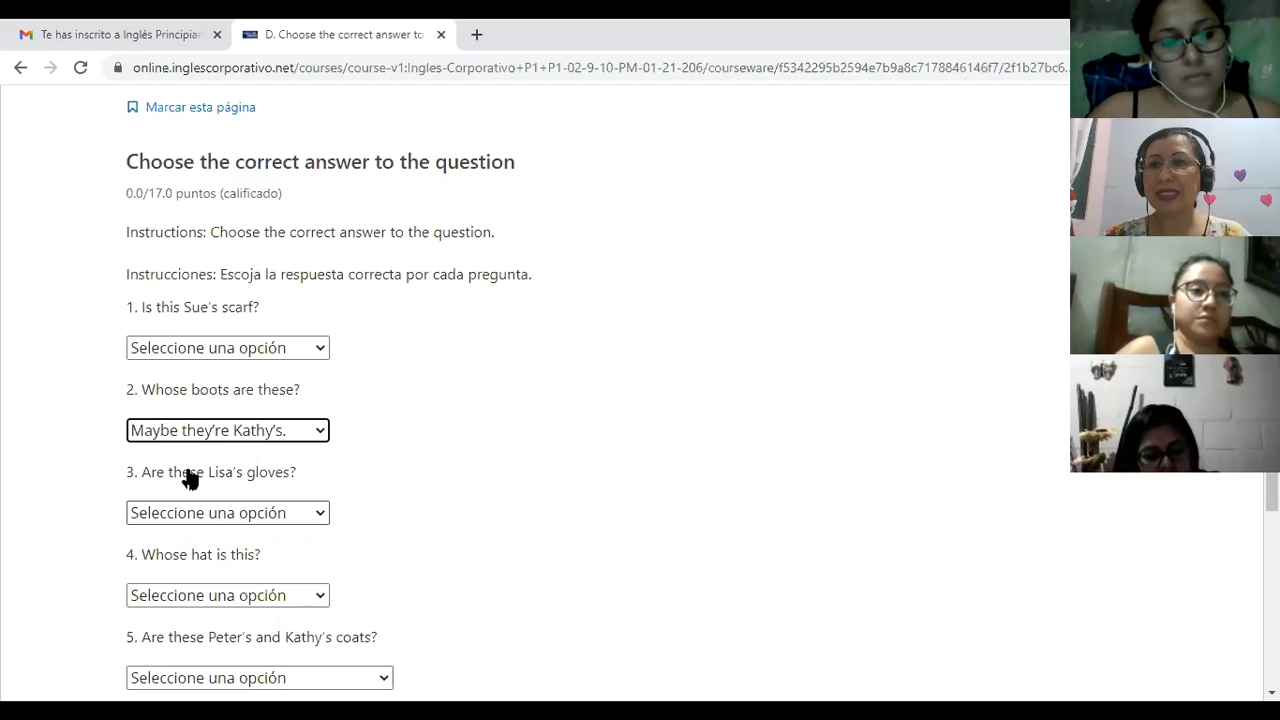 Te has inscrito a Inglés Principian
D. Choose the correct answer to
online.inglescorporativo.net/courses/course-v1:Ingles-Corporativo+P1+P1-02-9-10-PM-01-21-206/courseware/f5342295b2594e7b9a8c7178846146f7/2f1b27bc6...
Marcar esta página
Choose the correct answer to the question
0.0/17.0 puntos (calificado)
Instructions: Choose the correct answer to the question.
Instrucciones: Escoja la respuesta correcta por cada pregunta.
1. Is this Sue's scarf?
Seleccione una opción
2. Whose boots are these?
Maybe they're Kathy's.
3. Are these Lisa's gloves?
Seleccione una opción
4. Whose hat is this?
Seleccione una opción
5. Are these Peter's and Kathy's coats?
Seleccione una opción